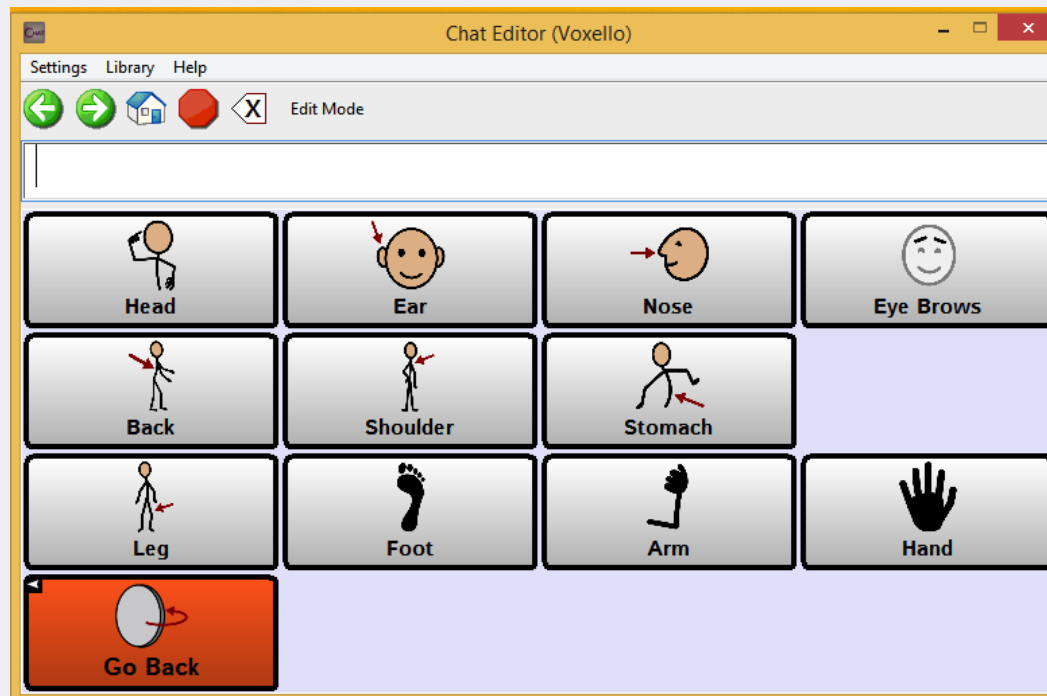 Chat Editor (Voxello)
Settings Library Help
X Edit Mode
Head Ear Nose Eye Brows
Back Shoulder Stomach
Leg Foot Arm Hand
Go Back